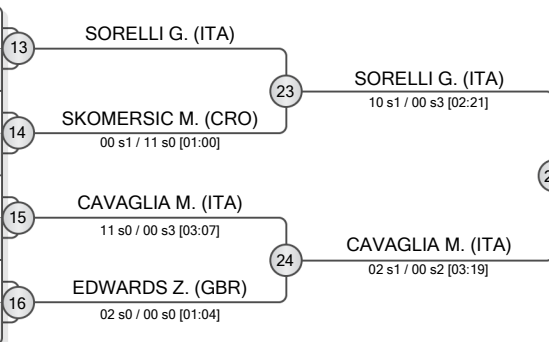 SORELLI G. (ITA)
13
23
SORELLI G. (ITA)
10 s1 / 00 s3 [02:21]
SKOMERSIC M. (CRO)
14
00 s1 / 11 s0 [01:00]
CAVAGLIA M. (ITA)
15
11 s0 / 00 s3 [03:07]
24
CAVAGLIA M. (ITA)
02 s1 / 00 s2 [03:19]
EDWARDS Z. (GBR)
16
02 s0 / 00 s0 [01:04]